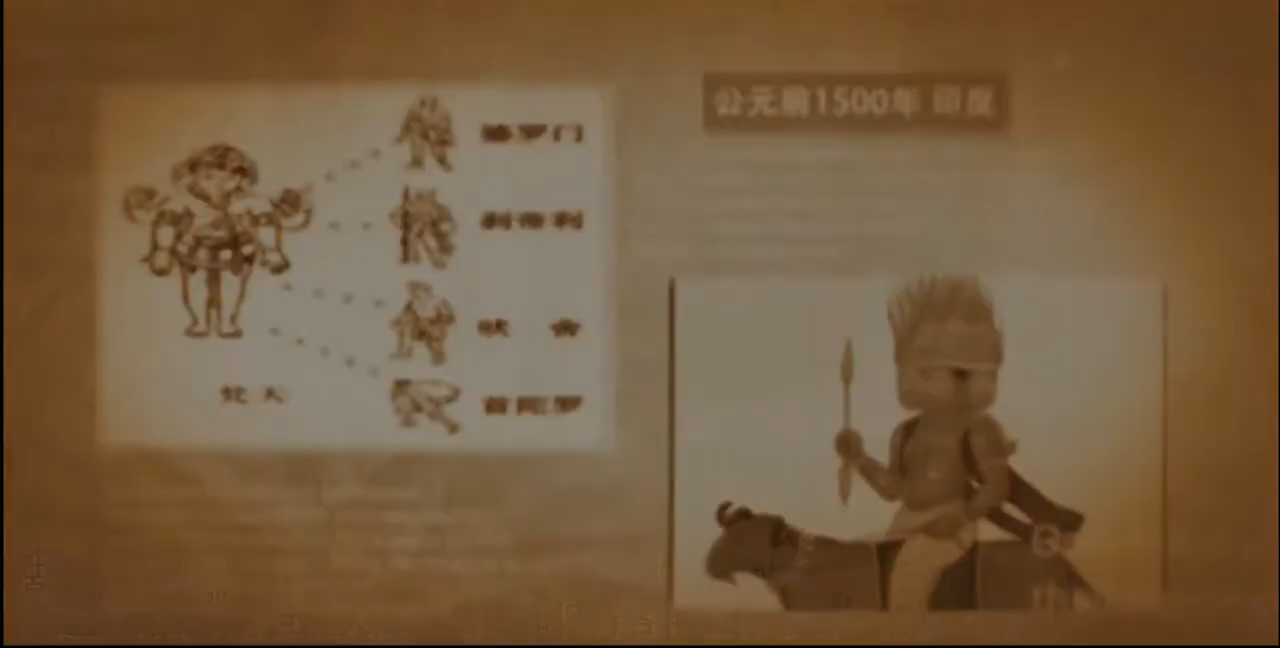 公元前1500年 印度
婆罗门
刹帝利
吠舍
首陀罗
梵天